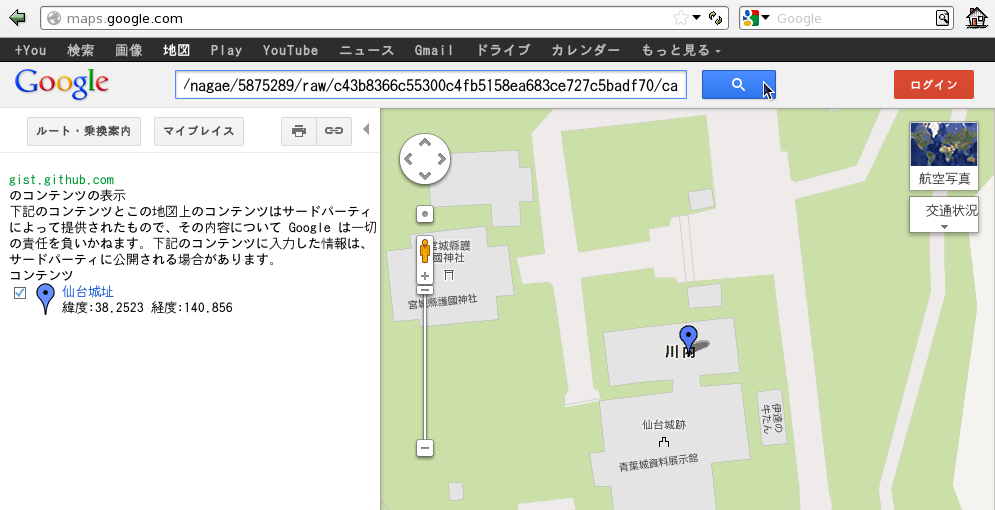 maps.google.com
Google
+You 検索 画像 地図 Play YouTube ニュース Gmail ドライブ カレンダー もっと見る
Google
/nagae/5875289/raw/c43b8366c55300c4fb5158ea683ce727c5badf70/ca
ログイン
ルート・乗換案内
マイプレイス
gist.github.com
のコンテンツの表示
下記のコンテンツとこの地図上のコンテンツはサードパーティ
によって提供されたもので、その内容について Google は一切
の責任を負いかねます。下記のコンテンツに入力した情報は、
サードパーティに公開される場合があります。
コンテンツ
仙台城址
緯度:38.2523 経度:140.856
航空写真
交通状況
宮城縣護
國神社
宮城縣護國神社
川内
伊達の
牛たん
仙台城跡
青葉城資料展示館